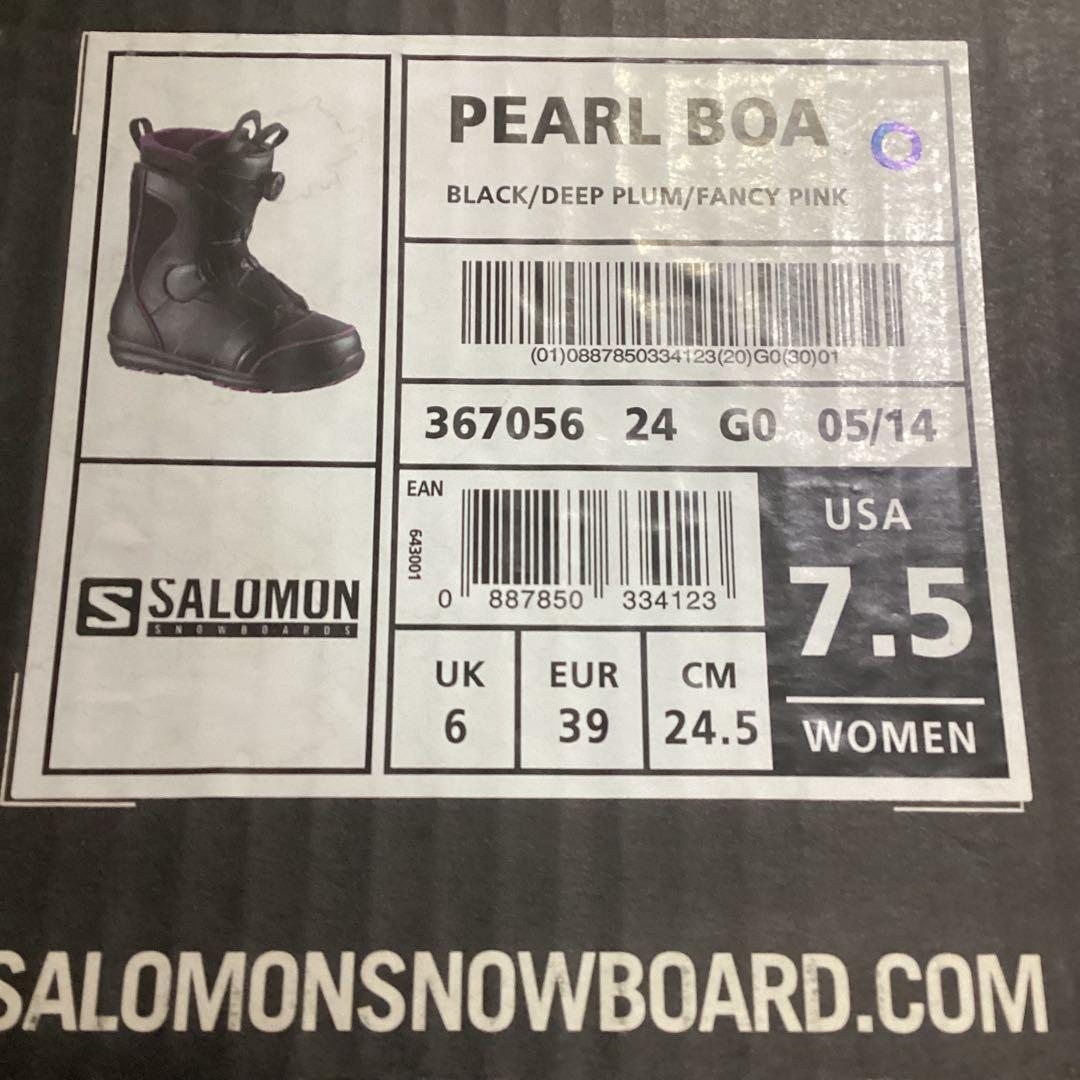 PEARL BOA
BLACK/DEEP PLUM/FANCY PINK
(01)0887850334123(20)G0(30)01
367056 24 G0 05/14
EAN
643001
0 887850 334123
USA
7.5
WOMEN
UK EUR CM
6 39 24.5
S SALOMON
SNOWBOARDS
SALOMONSNOWBOARD.COM